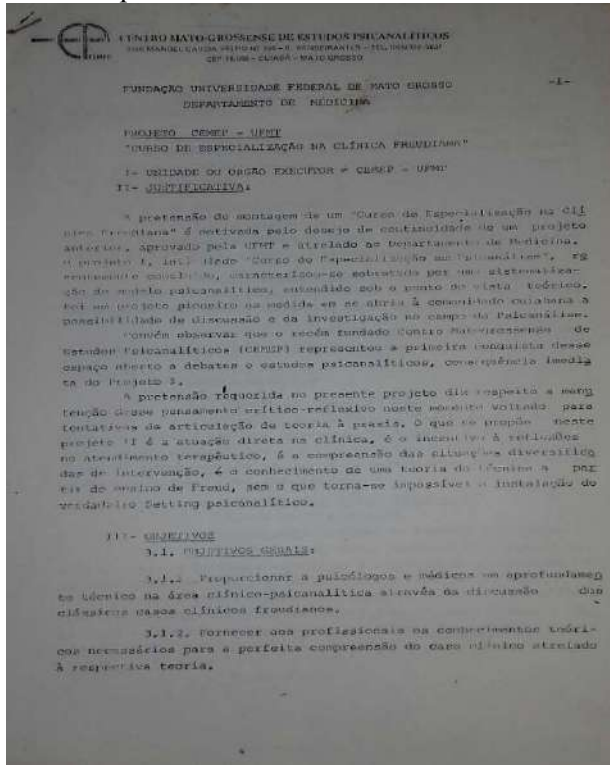 CENTRO MATO-GROSSENSE DE ESTUDOS PSICANALÍTICOS
CUIABÁ - MATO GROSSO
FUNDAÇÃO UNIVERSIDADE FEDERAL DE MATO GROSSO
-1-
DEPARTAMENTO DE MEDICINA
PROJETO CEMEP - UFMT
"CURSO DE ESPECIALIZAÇÃO NA CLÍNICA FREUDIANA"
I- UNIDADE OU ORGÃO EXECUTOR = CEMEP - UFMT
II- JUSTIFICATIVA:
A pretensão de montagem de um "Curso de Especialização na Clí
nica Freudiana" é motivada pelo desejo de continuidade de um projeto
anterior, aprovado pela UFMT e atrelado ao Departamento de Medicina.
O projeto I, intitulado "Curso de Especialização em Psicanálise", re
centemente concluído, caracterizou-se sobretudo por uma sistematiza-
ção do modelo psicanalítico, entendido sob o ponto de vista teórico.
Foi um projeto pioneiro na medida em se abria à comunidade cuiabana a
possibilidade de discussão e da investigação no campo da Psicanálise.
Convém observar que o recém fundado Centro Matogrossense de
Estudos Psicanalíticos (CEMEP) representou a primeira conquista desse
espaço aberto a debates e estudos psicanalíticos, consequência imedia
ta do Projeto I.
A pretensão requerida no presente projeto diz respeito a manu
tenção desse pensamento crítico-reflexivo neste momento voltado para
tentativas de articulação de teoria à praxis. O que se propõe neste
projeto II é a atuação direta na clínica, é o incentivo à reflexões
no atendimento terapêutico, é a compreensão das situações diversifica
das de intervenção, é o conhecimento de uma teoria da técnica a par
tir do ensino de Freud, sem o que torna-se impossível a instalação do
verdadeiro Setting psicanalítico.
III- OBJETIVOS
3.1. OBJETIVOS GERAIS:
3.1.1 Proporcionar a psicólogos e médicos um aprofundamen
to técnico na área clínico-psicanalítica através da discussão dos
clássicos casos clínicos freudianos.
3.1.2. Fornecer aos profissionais os conhecimentos teóri-
cos necessários para a perfeita compreensão do caso clínico atrelado
à respectiva teoria.